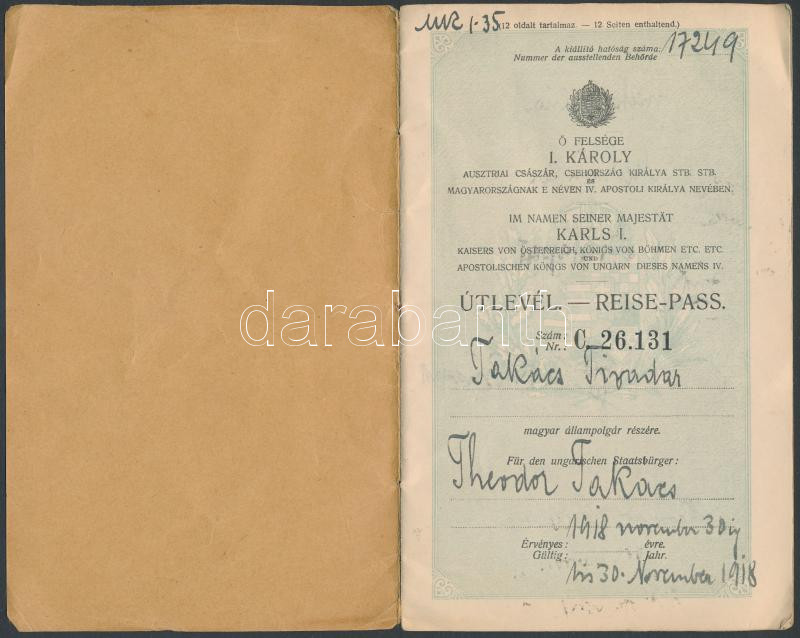 (12 oldalt tartalmaz. — 12 Seiten enthaltend.)
A kiállító hatóság száma: 17249
Nummer der ausstellenden Behörde
Ő FELSÉGE
I. KÁROLY
AUSZTRIAI CSÁSZÁR, CSEHORSZÁG KIRÁLYA STB. STB.
ÉS
MAGYARORSZÁGNAK E NÉVEN IV. APOSTOLI KIRÁLYA NEVÉBEN.
IM NAMEN SEINER MAJESTÄT
KARLS I.
KAISERS VON ÖSTERREICH, KÖNIGS VON BÖHMEN ETC. ETC.
UND
APOSTOLISCHEN KÖNIGS VON UNGARN DIESES NAMENS IV.
ÚTLEVÉL. — REISE-PASS.
darabanth.com
Szám:
Nr.: C. 26.131
Takács Tivadar
magyar állampolgár részére.
Für den ungarischen Staatsbürger:
Theodor Takacs
1918 november 30ig
Érvényes: évre.
Gültig: jahr.
bis 30. November 1918